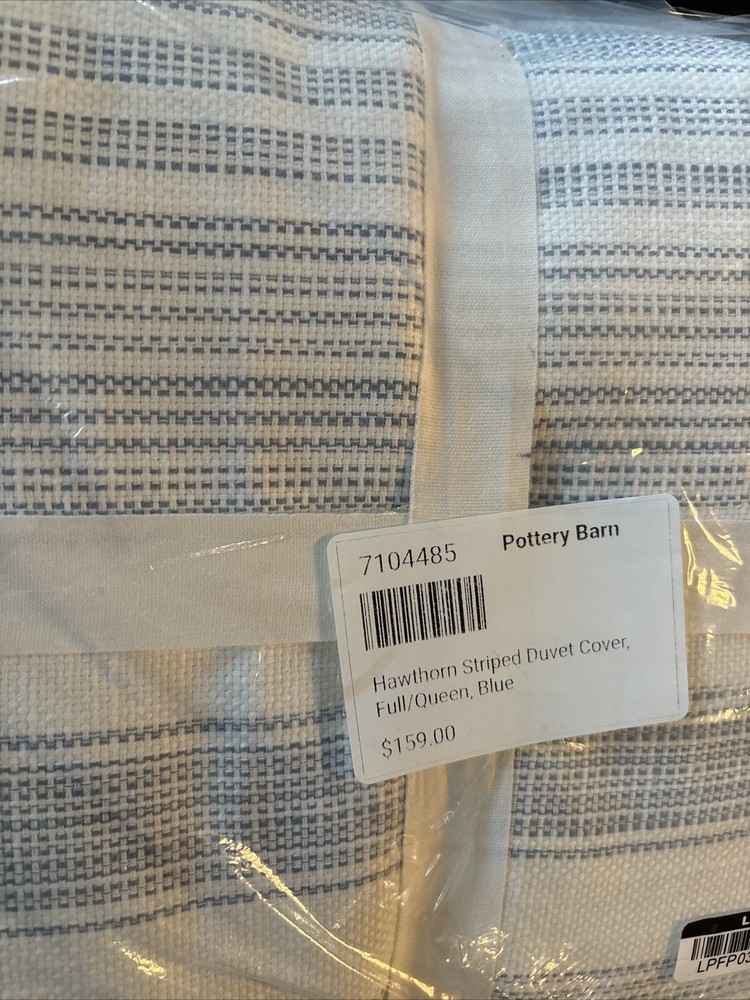 7104485
Pottery Barn
Hawthorn Striped Duvet Cover,
Full/Queen, Blue
$159.00